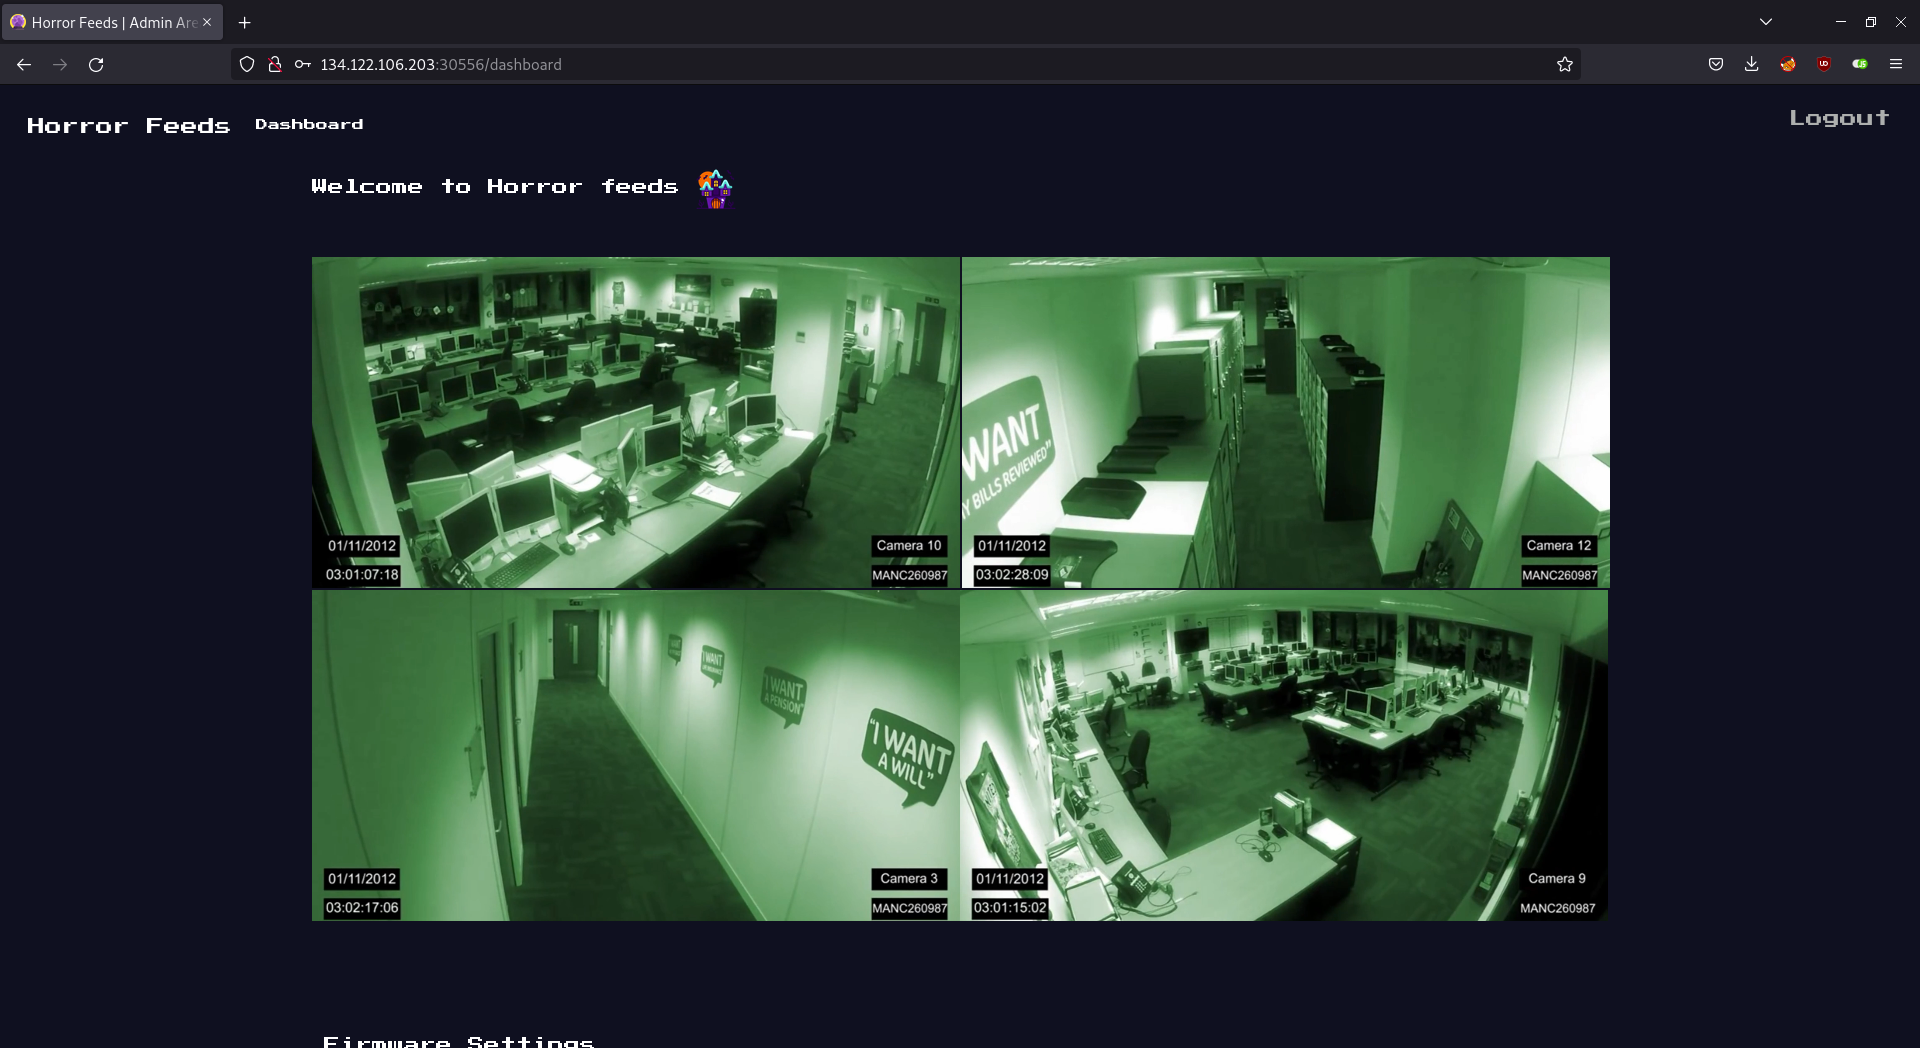 Horror Feeds | Admin Are
134.122.106.203:30556/dashboard
Horror Feeds Dashboard
Logout
Welcome to Horror feeds
WANT
Y BILLS REVIEWED"
01/11/2012
Camera 10
03:01:07:18
MANC260987
01/11/2012
Camera 12
03:02:28:09
MANC260987
I WANT
"I WANT
A PENSION"
"I WANT
A WILL"
01/11/2012
Camera 3
03:02:17:06
MANC260987
01/11/2012
Camera 9
03:01:15:02
MANC260987
Firmware Settings